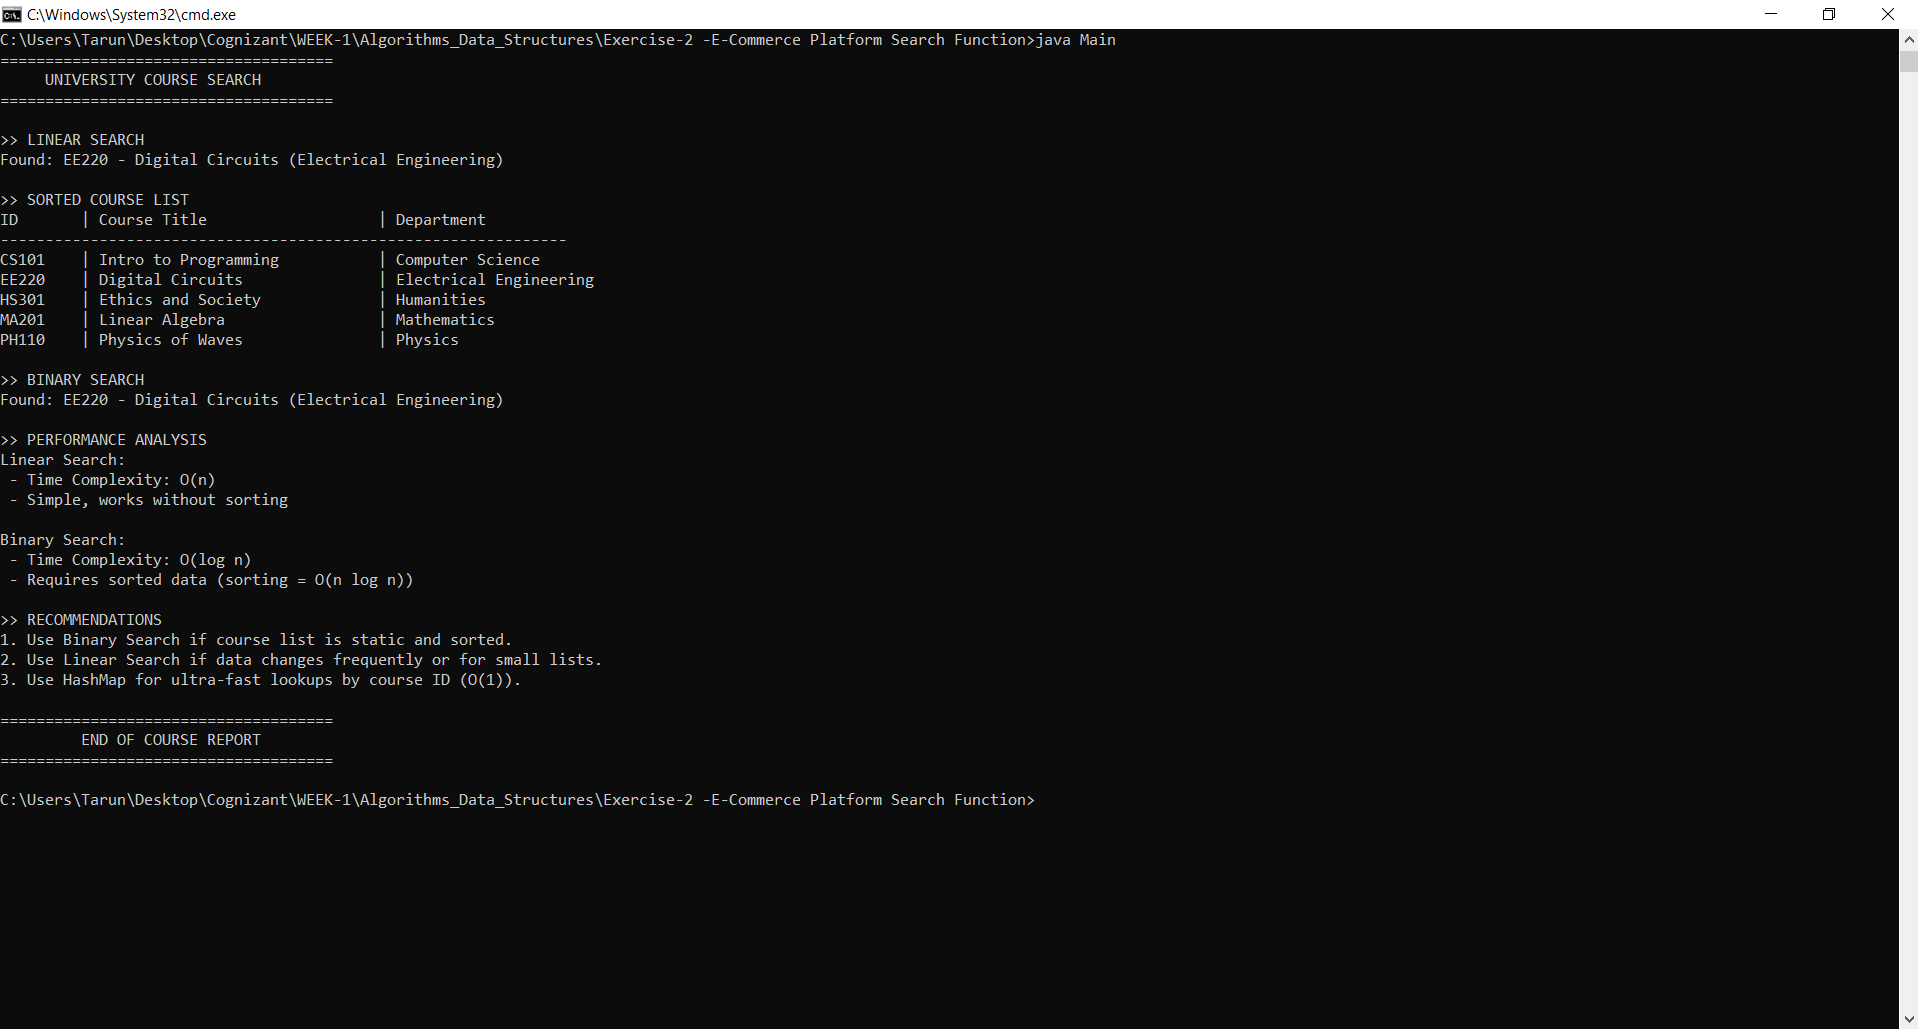 C:\Windows\System32\cmd.exe
C:\Users\Tarun\Desktop\Cognizant\WEEK-1\Algorithms_Data_Structures\Exercise-2 -E-Commerce Platform Search Function>java Main
=====================================
     UNIVERSITY COURSE SEARCH
=====================================
>> LINEAR SEARCH
Found: EE220 - Digital Circuits (Electrical Engineering)
>> SORTED COURSE LIST
ID       | Course Title                   | Department
---------------------------------------------------------------
CS101    | Intro to Programming           | Computer Science
EE220    | Digital Circuits               | Electrical Engineering
HS301    | Ethics and Society             | Humanities
MA201    | Linear Algebra                 | Mathematics
PH110    | Physics of Waves               | Physics
>> BINARY SEARCH
Found: EE220 - Digital Circuits (Electrical Engineering)
>> PERFORMANCE ANALYSIS
Linear Search:
 - Time Complexity: O(n)
 - Simple, works without sorting
Binary Search:
 - Time Complexity: O(log n)
 - Requires sorted data (sorting = O(n log n))
>> RECOMMENDATIONS
1. Use Binary Search if course list is static and sorted.
2. Use Linear Search if data changes frequently or for small lists.
3. Use HashMap for ultra-fast lookups by course ID (O(1)).
=====================================
         END OF COURSE REPORT
=====================================
C:\Users\Tarun\Desktop\Cognizant\WEEK-1\Algorithms_Data_Structures\Exercise-2 -E-Commerce Platform Search Function>